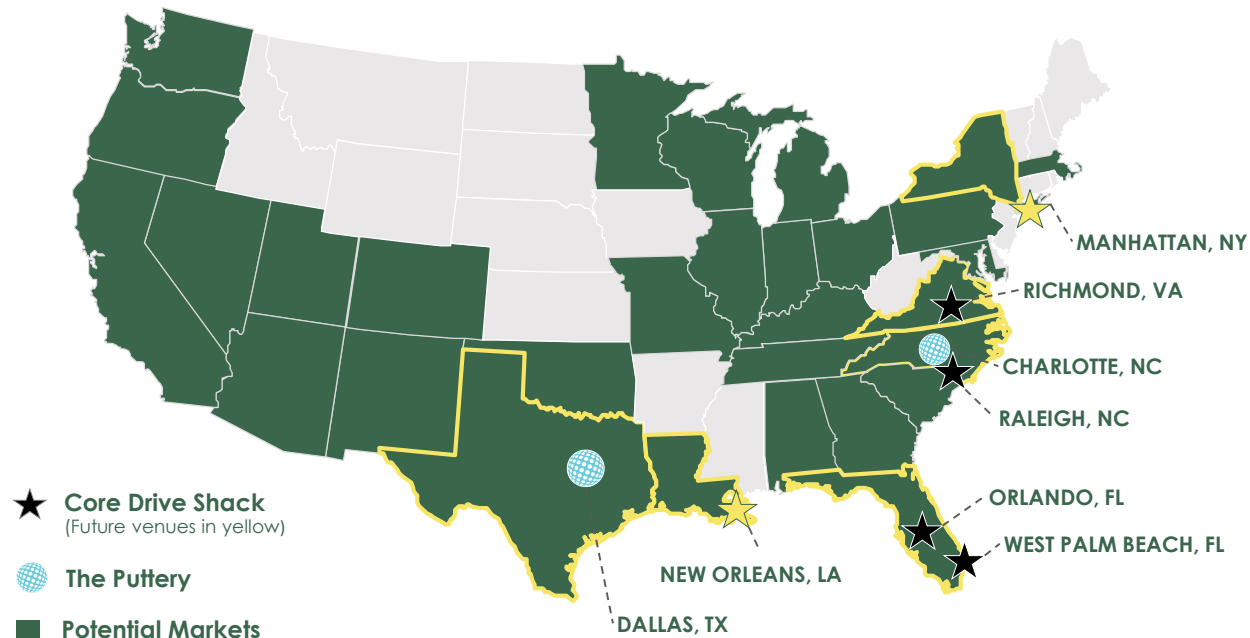 MANHATTAN, NY
RICHMOND, VA
CHARLOTTE, NC
RALEIGH, NC
ORLANDO, FL
WEST PALM BEACH, FL
NEW ORLEANS, LA
DALLAS, TX
Core Drive Shack
(Future venues in yellow)
The Puttery
Potential Markets